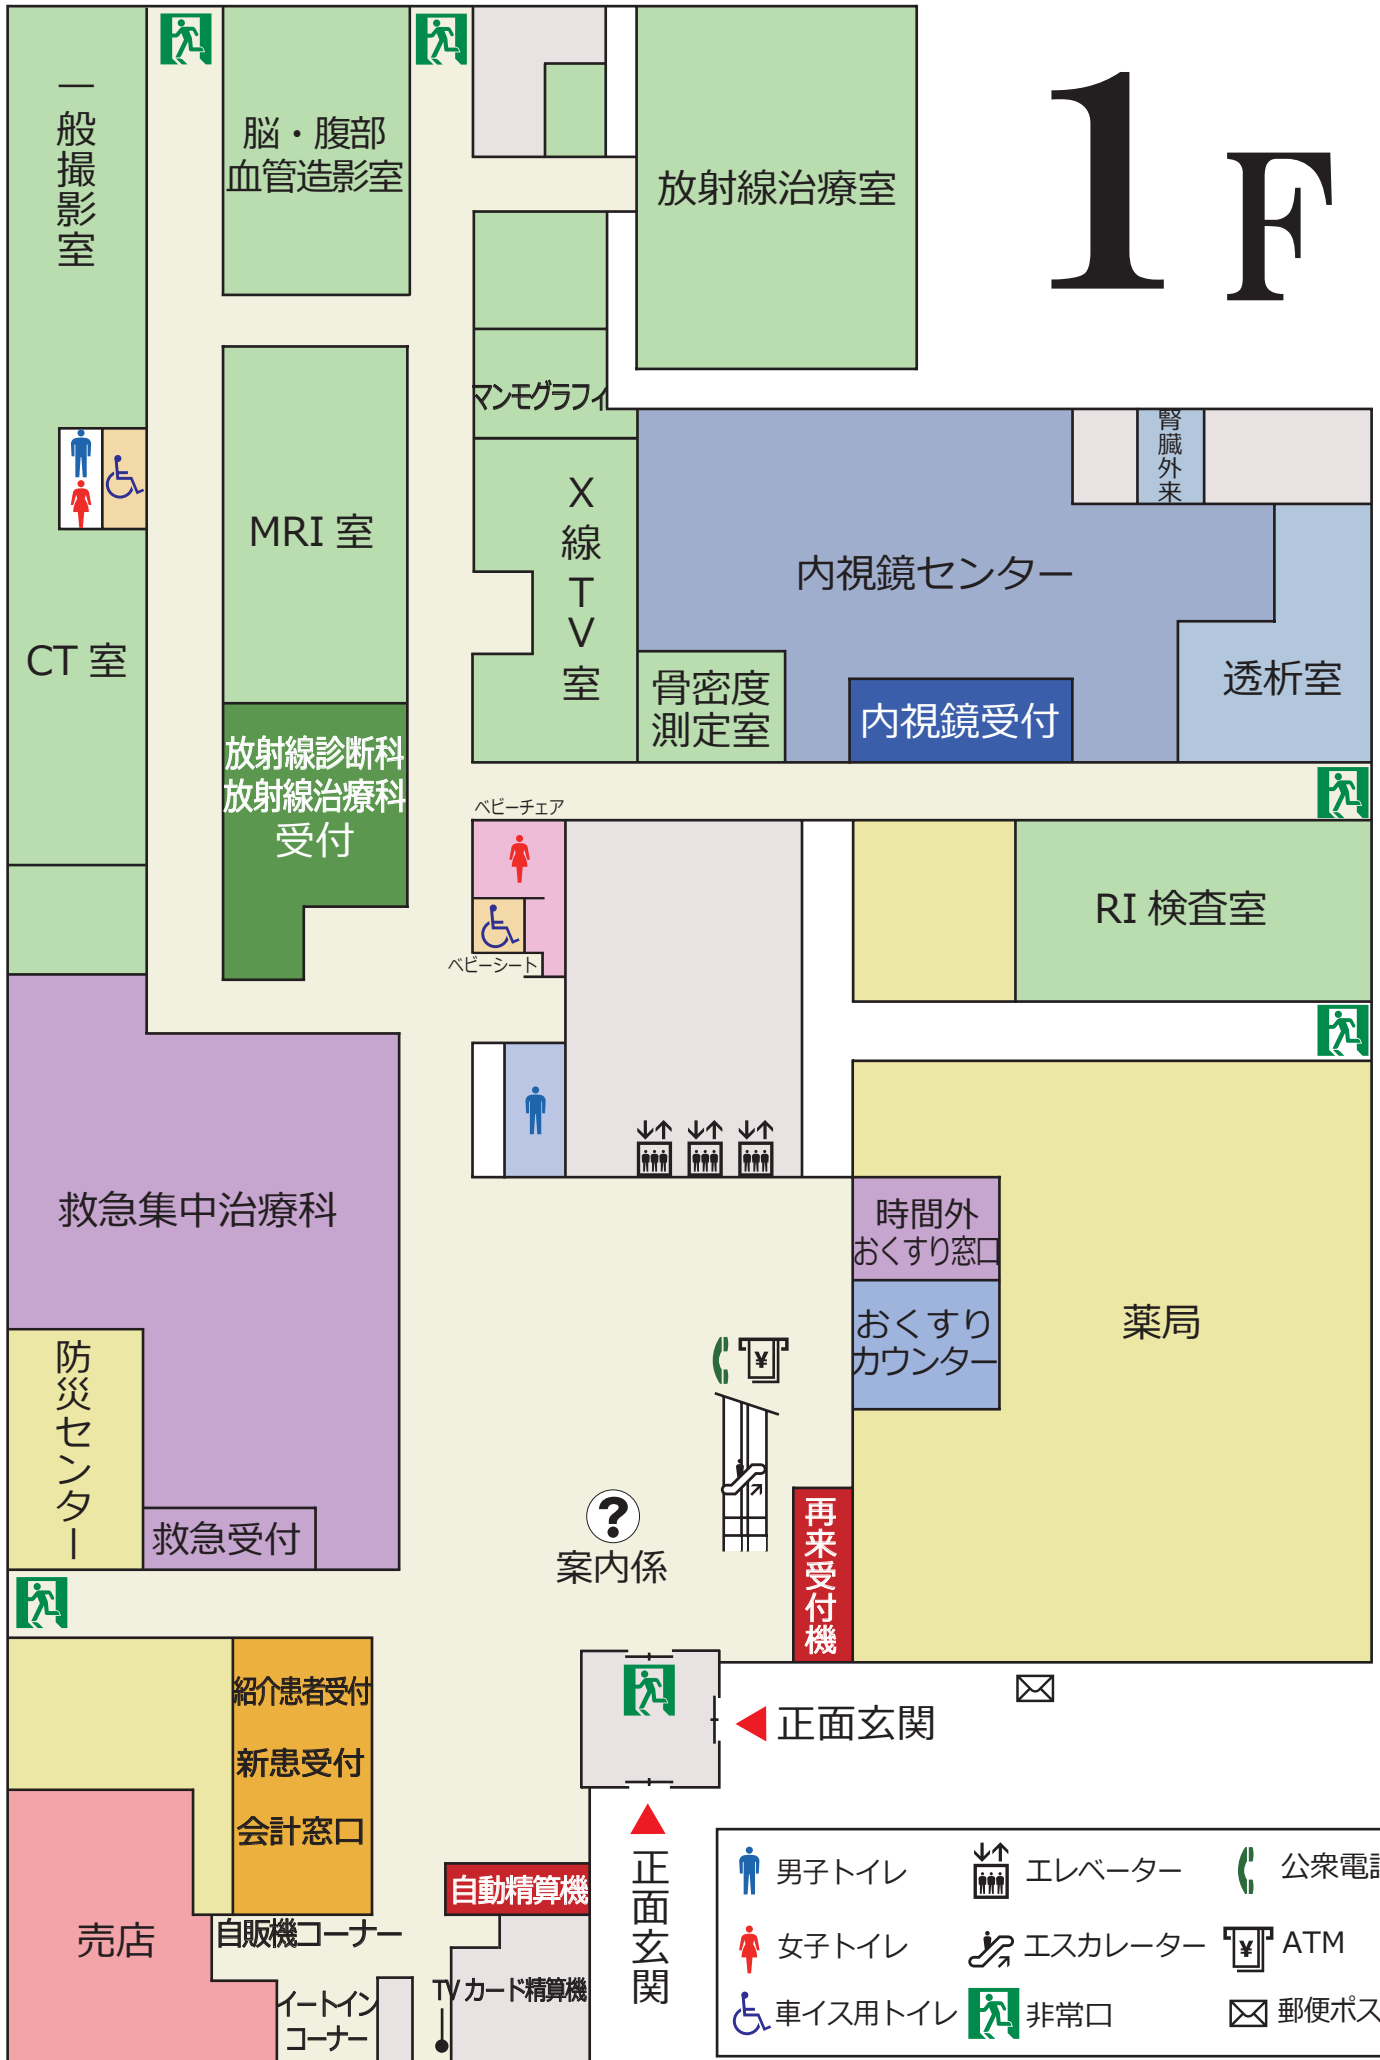 1F
一般撮影室
脳・腹部
血管造影室
放射線治療室
マンモグラフィ
腎臓外来
MRI 室
X線TV室
内視鏡センター
CT 室
透析室
骨密度
測定室
内視鏡受付
放射線診断科
放射線治療科
受付
ベビーチェア
RI 検査室
ベビーシート
救急集中治療科
時間外
おくすり窓口
おくすり
カウンター
薬局
防災センター
¥
救急受付
?
案内係
再来受付機
紹介患者受付
新患受付
会計窓口
正面玄関
正面玄関
自動精算機
売店
自販機コーナー
TV カード精算機
イートイン
コーナー
男子トイレ
エレベーター
公衆電話
女子トイレ
エスカレーター
¥
ATM
車イス用トイレ
非常口
郵便ポス